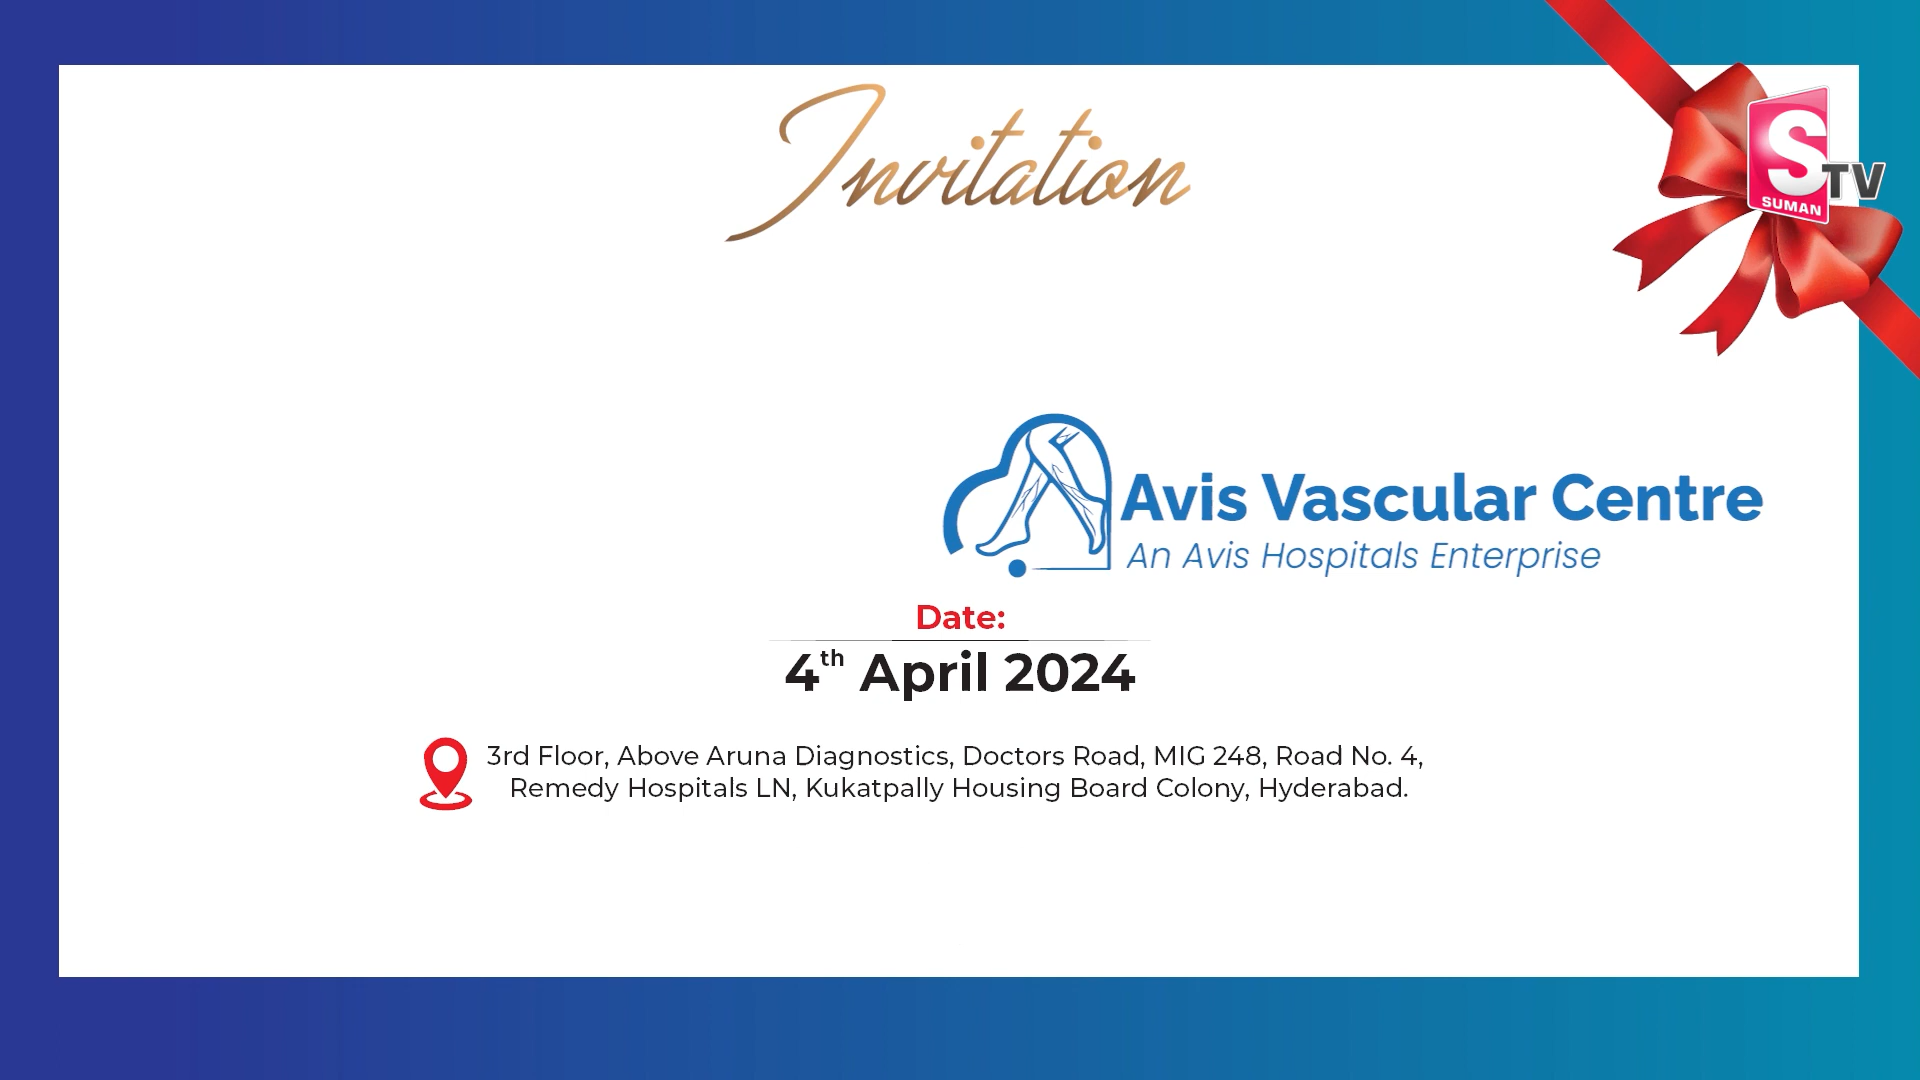 Invitation
S
TV
SUMAN
Avis Vascular Centre
An Avis Hospitals Enterprise
Date:
4th April 2024
3rd Floor, Above Aruna Diagnostics, Doctors Road, MIG 248, Road No. 4,
Remedy Hospitals LN, Kukatpally Housing Board Colony, Hyderabad.